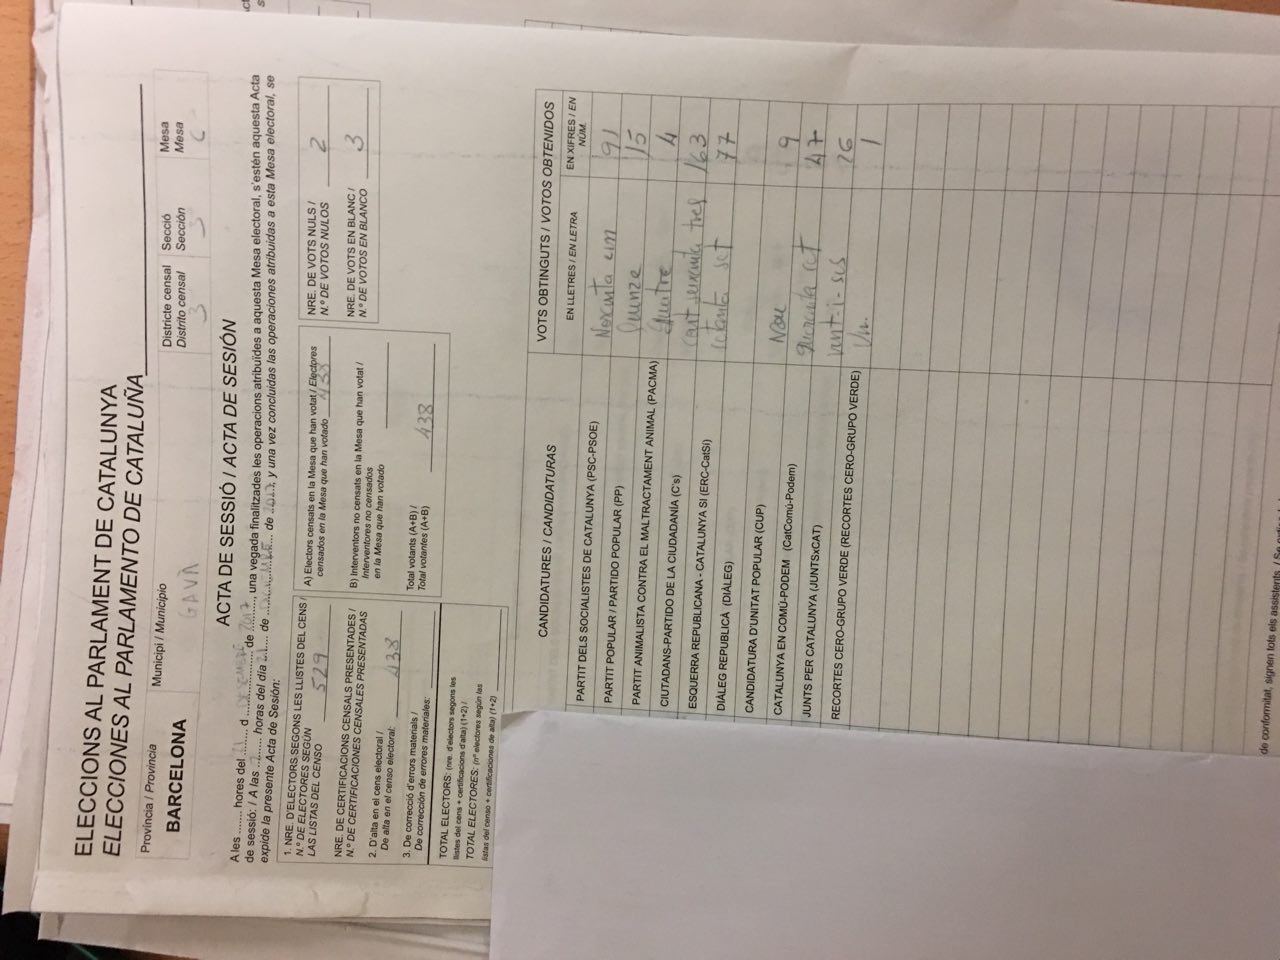 ELECCIONS AL PARLAMENT DE CATALUNYA
ELECCIONES AL PARLAMENTO DE CATALUÑA
Província / Provincia
BARCELONA
Municipi / Municipio
GAVÀ
Districte censal
Distrito censal
3
Secció
Sección
3
Mesa
Mesa
C
ACTA DE SESSIÓ / ACTA DE SESIÓN
A les ....... hores del 21 d DESEMBRE de 2017, una vegada finalitzades les operacions atribuïdes a aquesta Mesa electoral, s'estén aquesta Acta
de sessió: / A las ....... horas del día 21 de DICIEMBRE de 2017, y una vez concluidas las operaciones atribuidas a esta Mesa electoral, se
expide la presente Acta de Sesión:
1. NRE. D'ELECTORS SEGONS LES LLISTES DEL CENS /
N.º DE ELECTORES SEGÚN
LAS LISTAS DEL CENSO 529
NRE. DE CERTIFICACIONS CENSALS PRESENTADES /
N.º DE CERTIFICACIONES CENSALES PRESENTADAS
2. D'alta en el cens electoral /
De alta en el censo electoral: 438
3. De correcció d'errors materials /
De corrección de errores materiales:
TOTAL ELECTORS: (nre. d'electors segons les
llistes del cens + certificacions d'alta) (1+2) /
TOTAL ELECTORES: (nº electores según las
listas del censo + certificaciones de alta) (1+2)
A) Electors censats en la Mesa que han votat / Electores
censados en la Mesa que han votado 438
B) Interventors no censats en la Mesa que han votat /
Interventores no censados
en la Mesa que han votado
Total votants (A+B) /
Total votantes (A+B) 438
NRE. DE VOTS NULS /
N.º DE VOTOS NULOS 2
NRE. DE VOTS EN BLANC /
N.º DE VOTOS EN BLANCO 3
CANDIDATURES / CANDIDATURAS
VOTS OBTINGUTS / VOTOS OBTENIDOS
EN LLETRES / EN LETRA
EN XIFRES / EN NÚM.
PARTIT DELS SOCIALISTES DE CATALUNYA (PSC-PSOE) Noranta un 91
PARTIT POPULAR / PARTIDO POPULAR (PP) Quinze 15
PARTIT ANIMALISTA CONTRA EL MALTRACTAMENT ANIMAL (PACMA) Quatre 4
CIUTADANS-PARTIDO DE LA CIUDADANÍA (C's) cent seixanta tres 163
ESQUERRA REPUBLICANA - CATALUNYA SI (ERC-CatSí) setanta set 77
DIÀLEG REPUBLICÀ (DIÀLEG)
CANDIDATURA D'UNITAT POPULAR (CUP) Nou 9
CATALUNYA EN COMÚ-PODEM (CatComú-Podem) Quaranta set 47
JUNTS PER CATALUNYA (JUNTSxCAT) vint-i-sis 26
RECORTES CERO-GRUPO VERDE (RECORTES CERO-GRUPO VERDE) Un. 1
de conformitat, signen tots els assistents.